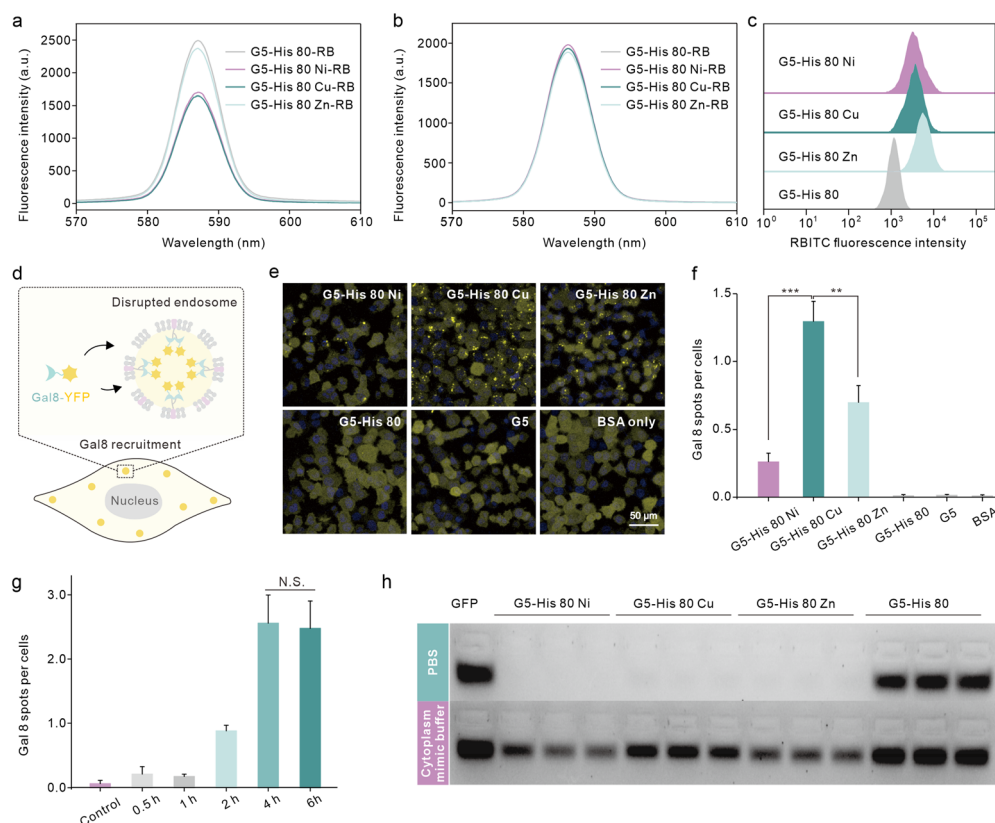 a
Fluorescence intensity (a.u.)
3000
2500
2000
1500
1000
500
0
G5-His 80-RB
G5-His 80 Ni-RB
G5-His 80 Cu-RB
G5-His 80 Zn-RB
570 580 590 600 610
Wavelength (nm)
b
Fluorescence intensity (a.u.)
2000
1500
1000
500
0
G5-His 80-RB
G5-His 80 Ni-RB
G5-His 80 Cu-RB
G5-His 80 Zn-RB
570 580 590 600 610
Wavelength (nm)
c
G5-His 80 Ni
G5-His 80 Cu
G5-His 80 Zn
G5-His 80
10⁰ 10¹ 10² 10³ 10⁴ 10⁵
RBITC fluorescence intensity
d
Disrupted endosome
Gal8-YFP
Gal8 recruitment
Nucleus
e
G5-His 80 Ni G5-His 80 Cu G5-His 80 Zn
G5-His 80 G5 BSA only
50 μm
f
Gal 8 spots per cells
1.5
1.0
0.5
0.0
*** **
G5-His 80 Ni G5-His 80 Cu G5-His 80 Zn G5-His 80 G5 BSA
g
Gal 8 spots per cells
3.0
2.0
1.0
0.0
N.S.
Control 0.5 h 1 h 2 h 4 h 6h
h
GFP G5-His 80 Ni G5-His 80 Cu G5-His 80 Zn G5-His 80
PBS
Cytoplasm
mimic buffer